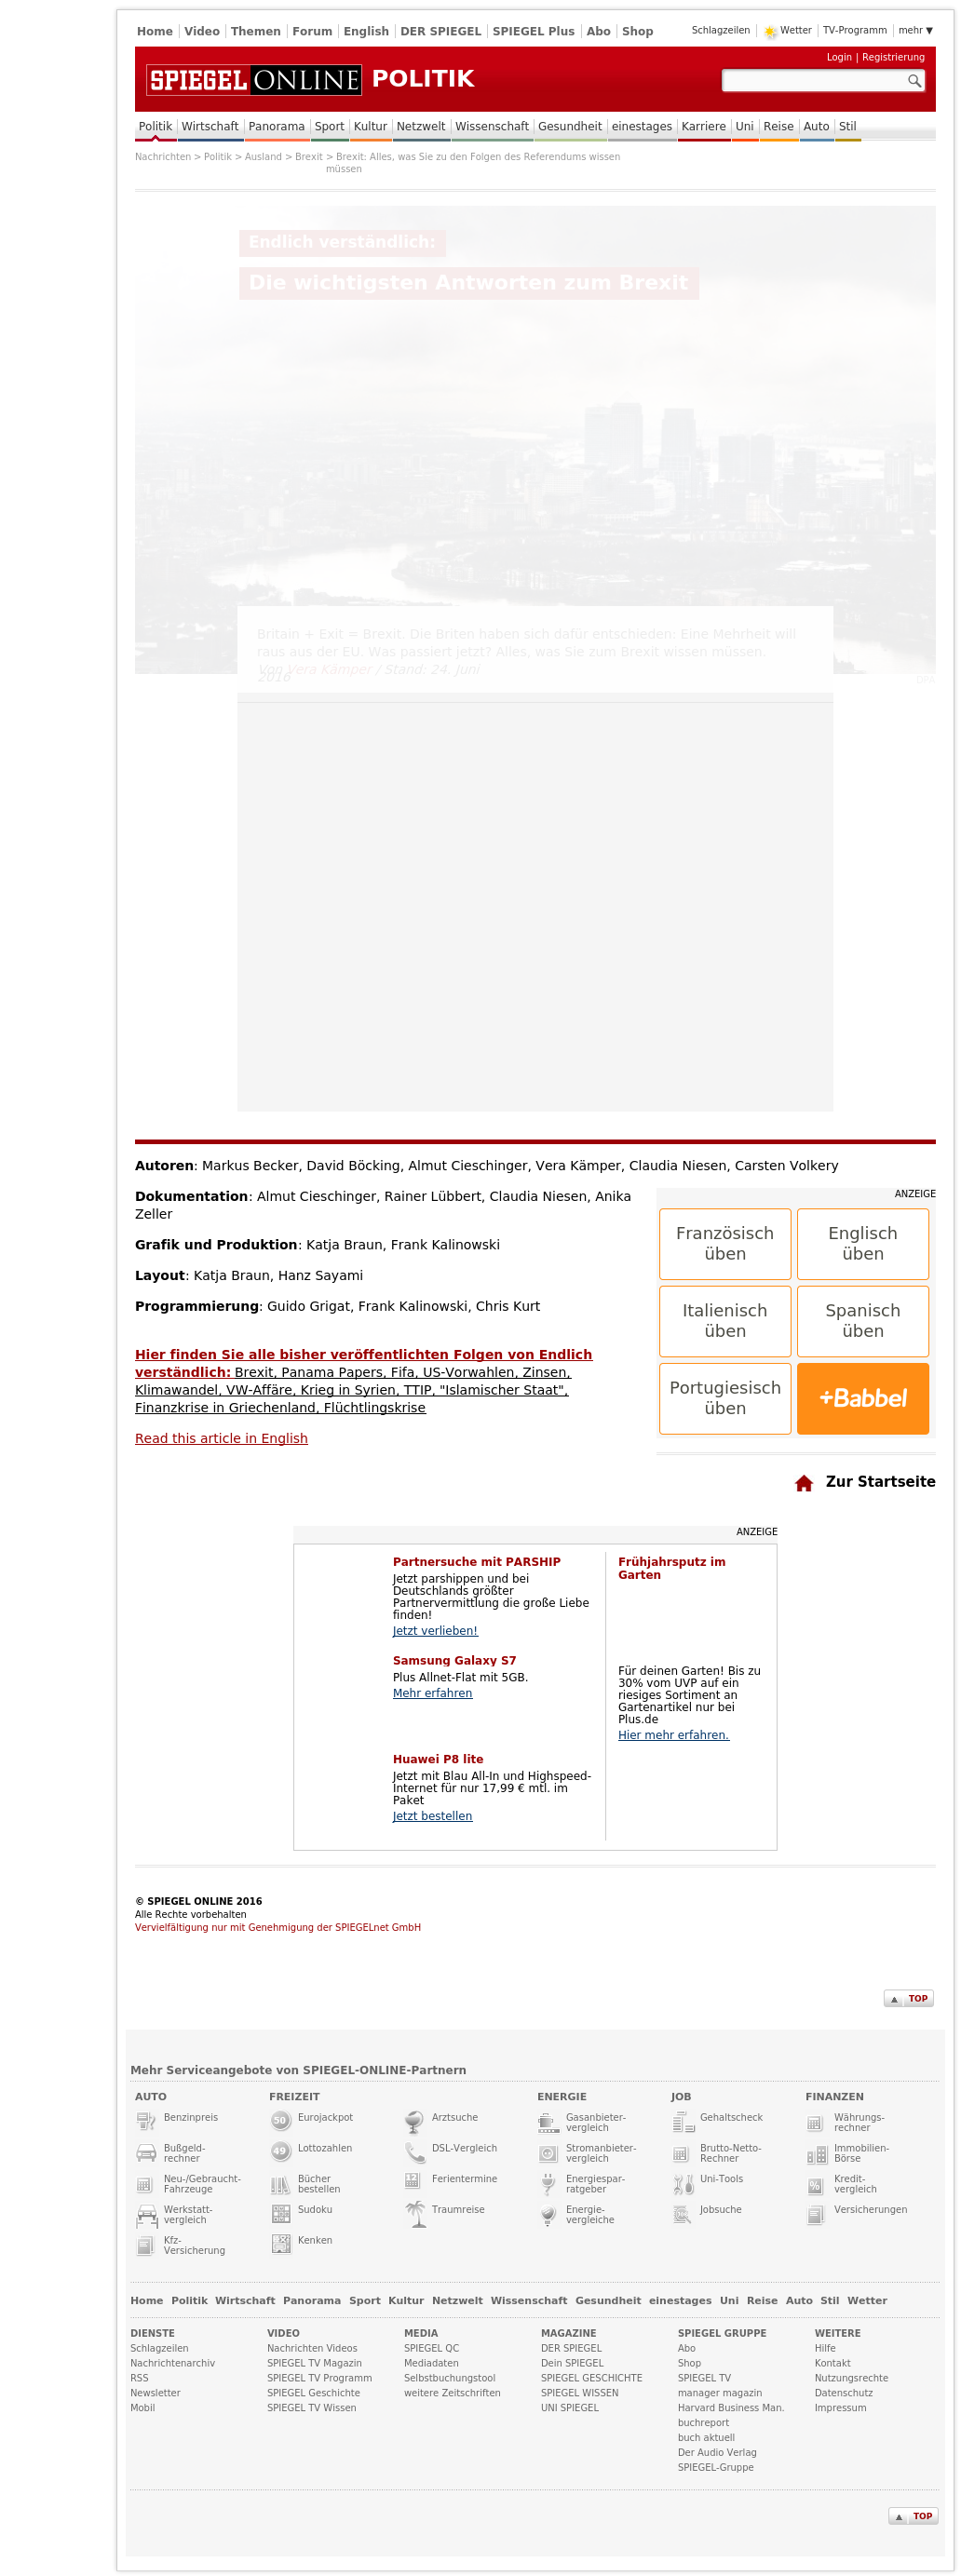 Home Video Themen Forum English DER SPIEGEL SPIEGEL Plus Abo Shop
Schlagzeilen Wetter TV-Programm mehr ▼
Login | Registrierung
SPIEGEL ONLINE POLITIK
Politik Wirtschaft Panorama Sport Kultur Netzwelt Wissenschaft Gesundheit einestages Karriere Uni Reise Auto Stil
Nachrichten > Politik > Ausland > Brexit > Brexit: Alles, was Sie zu den Folgen des Referendums wissen
müssen
Endlich verständlich:
Die wichtigsten Antworten zum Brexit
Britain + Exit = Brexit. Die Briten haben sich dafür entschieden: Eine Mehrheit will
raus aus der EU. Was passiert jetzt? Alles, was Sie zum Brexit wissen müssen.
Von Vera Kämper / Stand: 24. Juni
2016
DPA
Autoren: Markus Becker, David Böcking, Almut Cieschinger, Vera Kämper, Claudia Niesen, Carsten Volkery
Dokumentation: Almut Cieschinger, Rainer Lübbert, Claudia Niesen, Anika
Zeller
Grafik und Produktion: Katja Braun, Frank Kalinowski
Layout: Katja Braun, Hanz Sayami
Programmierung: Guido Grigat, Frank Kalinowski, Chris Kurt
Hier finden Sie alle bisher veröffentlichten Folgen von Endlich
verständlich: Brexit, Panama Papers, Fifa, US-Vorwahlen, Zinsen,
Klimawandel, VW-Affäre, Krieg in Syrien, TTIP, "Islamischer Staat",
Finanzkrise in Griechenland, Flüchtlingskrise
Read this article in English
ANZEIGE
Französisch
üben
Englisch
üben
Italienisch
üben
Spanisch
üben
Portugiesisch
üben
+Babbel
Zur Startseite
ANZEIGE
Partnersuche mit PARSHIP
Jetzt parshippen und bei
Deutschlands größter
Partnervermittlung die große Liebe
finden!
Jetzt verlieben!
Samsung Galaxy S7
Plus Allnet-Flat mit 5GB.
Mehr erfahren
Huawei P8 lite
Jetzt mit Blau All-In und Highspeed-
Internet für nur 17,99 € mtl. im
Paket
Jetzt bestellen
Frühjahrsputz im
Garten
Für deinen Garten! Bis zu
30% vom UVP auf ein
riesiges Sortiment an
Gartenartikel nur bei
Plus.de
Hier mehr erfahren.
© SPIEGEL ONLINE 2016
Alle Rechte vorbehalten
Vervielfältigung nur mit Genehmigung der SPIEGELnet GmbH
▲ TOP
Mehr Serviceangebote von SPIEGEL-ONLINE-Partnern
AUTO
Benzinpreis
Bußgeld-
rechner
Neu-/Gebraucht-
Fahrzeuge
Werkstatt-
vergleich
Kfz-
Versicherung
FREIZEIT
50 Eurojackpot
49 Lottozahlen
Bücher
bestellen
Sudoku
Kenken
Arztsuche
DSL-Vergleich
Ferientermine
Traumreise
ENERGIE
Gasanbieter-
vergleich
Stromanbieter-
vergleich
Energiespar-
ratgeber
Energie-
vergleiche
JOB
Gehaltscheck
Brutto-Netto-
Rechner
Uni-Tools
Jobsuche
FINANZEN
Währungs-
rechner
Immobilien-
Börse
% Kredit-
vergleich
Versicherungen
Home Politik Wirtschaft Panorama Sport Kultur Netzwelt Wissenschaft Gesundheit einestages Uni Reise Auto Stil Wetter
DIENSTE
Schlagzeilen
Nachrichtenarchiv
RSS
Newsletter
Mobil
VIDEO
Nachrichten Videos
SPIEGEL TV Magazin
SPIEGEL TV Programm
SPIEGEL Geschichte
SPIEGEL TV Wissen
MEDIA
SPIEGEL QC
Mediadaten
Selbstbuchungstool
weitere Zeitschriften
MAGAZINE
DER SPIEGEL
Dein SPIEGEL
SPIEGEL GESCHICHTE
SPIEGEL WISSEN
UNI SPIEGEL
SPIEGEL GRUPPE
Abo
Shop
SPIEGEL TV
manager magazin
Harvard Business Man.
buchreport
buch aktuell
Der Audio Verlag
SPIEGEL-Gruppe
WEITERE
Hilfe
Kontakt
Nutzungsrechte
Datenschutz
Impressum
▲ TOP